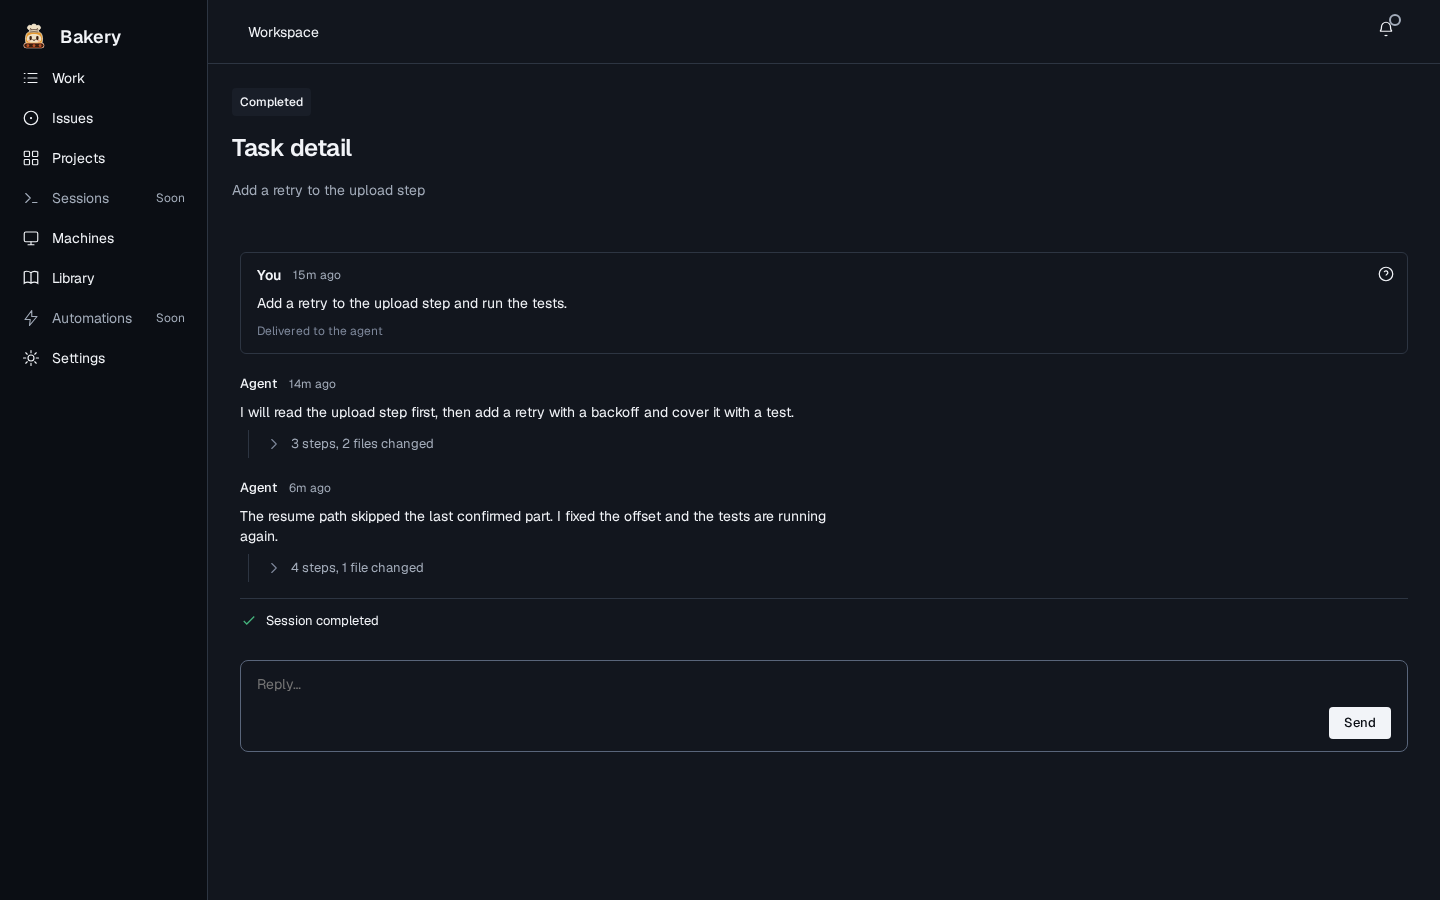 Bakery
Workspace
Work
Issues
Projects
Sessions Soon
Machines
Library
Automations Soon
Settings
Completed
Task detail
Add a retry to the upload step
You 15m ago
Add a retry to the upload step and run the tests.
Delivered to the agent
Agent 14m ago
I will read the upload step first, then add a retry with a backoff and cover it with a test.
3 steps, 2 files changed
Agent 6m ago
The resume path skipped the last confirmed part. I fixed the offset and the tests are running
again.
4 steps, 1 file changed
Session completed
Reply...
Send